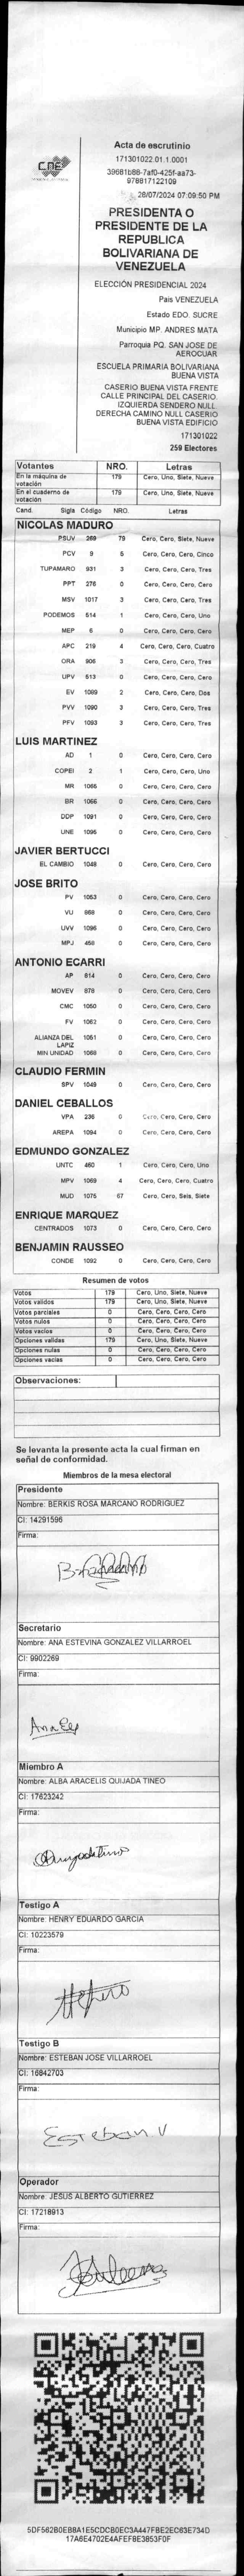 CNE
Acta de escrutinio
171301022.01.1.0001
39681b88-7af0-425f-aa73-
978817122109
28/07/2024 07:09:50 PM
PRESIDENTA O
PRESIDENTE DE LA
REPUBLICA
BOLIVARIANA DE
VENEZUELA
ELECCIÓN PRESIDENCIAL 2024
Pais VENEZUELA
Estado EDO. SUCRE
Municipio MP. ANDRES MATA
Parroquia PQ. SAN JOSE DE
AEROCUAR
ESCUELA PRIMARIA BOLIVARIANA
BUENA VISTA
CASERIO BUENA VISTA FRENTE
CALLE PRINCIPAL DEL CASERIO.
IZQUIERDA SENDERO NULL.
DERECHA CAMINO NULL CASERIO
BUENA VISTA EDIFICIO
171301022
259 Electores
Votantes NRO. Letras
En la máquina de votación 179 Cero, Uno, Siete, Nueve
En el cuaderno de votación 179 Cero, Uno, Siete, Nueve
Cand. Sigla Código NRO. Letras
NICOLAS MADURO
PSUV 269 79 Cero, Cero, Siete, Nueve
PCV 9 5 Cero, Cero, Cero, Cinco
TUPAMARO 931 3 Cero, Cero, Cero, Tres
PPT 276 0 Cero, Cero, Cero, Cero
MSV 1017 3 Cero, Cero, Cero, Tres
PODEMOS 514 1 Cero, Cero, Cero, Uno
MEP 6 0 Cero, Cero, Cero, Cero
APC 219 4 Cero, Cero, Cero, Cuatro
ORA 906 3 Cero, Cero, Cero, Tres
UPV 513 0 Cero, Cero, Cero, Cero
EV 1089 2 Cero, Cero, Cero, Dos
PVV 1090 3 Cero, Cero, Cero, Tres
PFV 1093 3 Cero, Cero, Cero, Tres
LUIS MARTINEZ
AD 1 0 Cero, Cero, Cero, Cero
COPEI 2 1 Cero, Cero, Cero, Uno
MR 1086 0 Cero, Cero, Cero, Cero
BR 1066 0 Cero, Cero, Cero, Cero
DDP 1091 0 Cero, Cero, Cero, Cero
UNE 1095 0 Cero, Cero, Cero, Cero
JAVIER BERTUCCI
EL CAMBIO 1048 0 Cero, Cero, Cero, Cero
JOSE BRITO
PV 1053 0 Cero, Cero, Cero, Cero
VU 868 0 Cero, Cero, Cero, Cero
UVV 1096 0 Cero, Cero, Cero, Cero
MPJ 458 0 Cero, Cero, Cero, Cero
ANTONIO ECARRI
AP 814 0 Cero, Cero, Cero, Cero
MOVEV 878 0 Cero, Cero, Cero, Cero
CMC 1050 0 Cero, Cero, Cero, Cero
FV 1062 0 Cero, Cero, Cero, Cero
ALIANZA DEL LAPIZ 1051 0 Cero, Cero, Cero, Cero
MIN UNIDAD 1068 0 Cero, Cero, Cero, Cero
CLAUDIO FERMIN
SPV 1049 0 Cero, Cero, Cero, Cero
DANIEL CEBALLOS
VPA 236 0 Cero, Cero, Cero, Cero
AREPA 1094 0 Cero, Cero, Cero, Cero
EDMUNDO GONZALEZ
UNTC 460 1 Cero, Cero, Cero, Uno
MPV 1069 4 Cero, Cero, Cero, Cuatro
MUD 1075 67 Cero, Cero, Seis, Siete
ENRIQUE MARQUEZ
CENTRADOS 1073 0 Cero, Cero, Cero, Cero
BENJAMIN RAUSSEO
CONDE 1092 0 Cero, Cero, Cero, Cero
Resumen de votos
Votos 179 Cero, Uno, Siete, Nueve
Votos validos 179 Cero, Uno, Siete, Nueve
Votos parciales 0 Cero, Cero, Cero, Cero
Votos nulos 0 Cero, Cero, Cero, Cero
Votos vacios 0 Cero, Cero, Cero, Cero
Opciones validas 179 Cero, Uno, Siete, Nueve
Opciones nulas 0 Cero, Cero, Cero, Cero
Opciones vacias 0 Cero, Cero, Cero, Cero
Observaciones:
Se levanta la presente acta la cual firman en
señal de conformidad.
Miembros de la mesa electoral
Presidente
Nombre: BERKIS ROSA MARCANO RODRIGUEZ
CI: 14291596
Firma:
Secretario
Nombre: ANA ESTEVINA GONZALEZ VILLARROEL
CI: 9902269
Firma:
Miembro A
Nombre: ALBA ARACELIS QUIJADA TINEO
CI: 17623242
Firma:
Testigo A
Nombre: HENRY EDUARDO GARCIA
CI: 10223579
Firma:
Testigo B
Nombre: ESTEBAN JOSE VILLARROEL
CI: 16842703
Firma:
Esteban V
Operador
Nombre: JESUS ALBERTO GUTIERREZ
CI: 17218913
Firma:
5DF562B0EBBA1E5CDCB0EC3A447FBE2EC63E734D
17A6E4702E4AFEF8E3853F0F